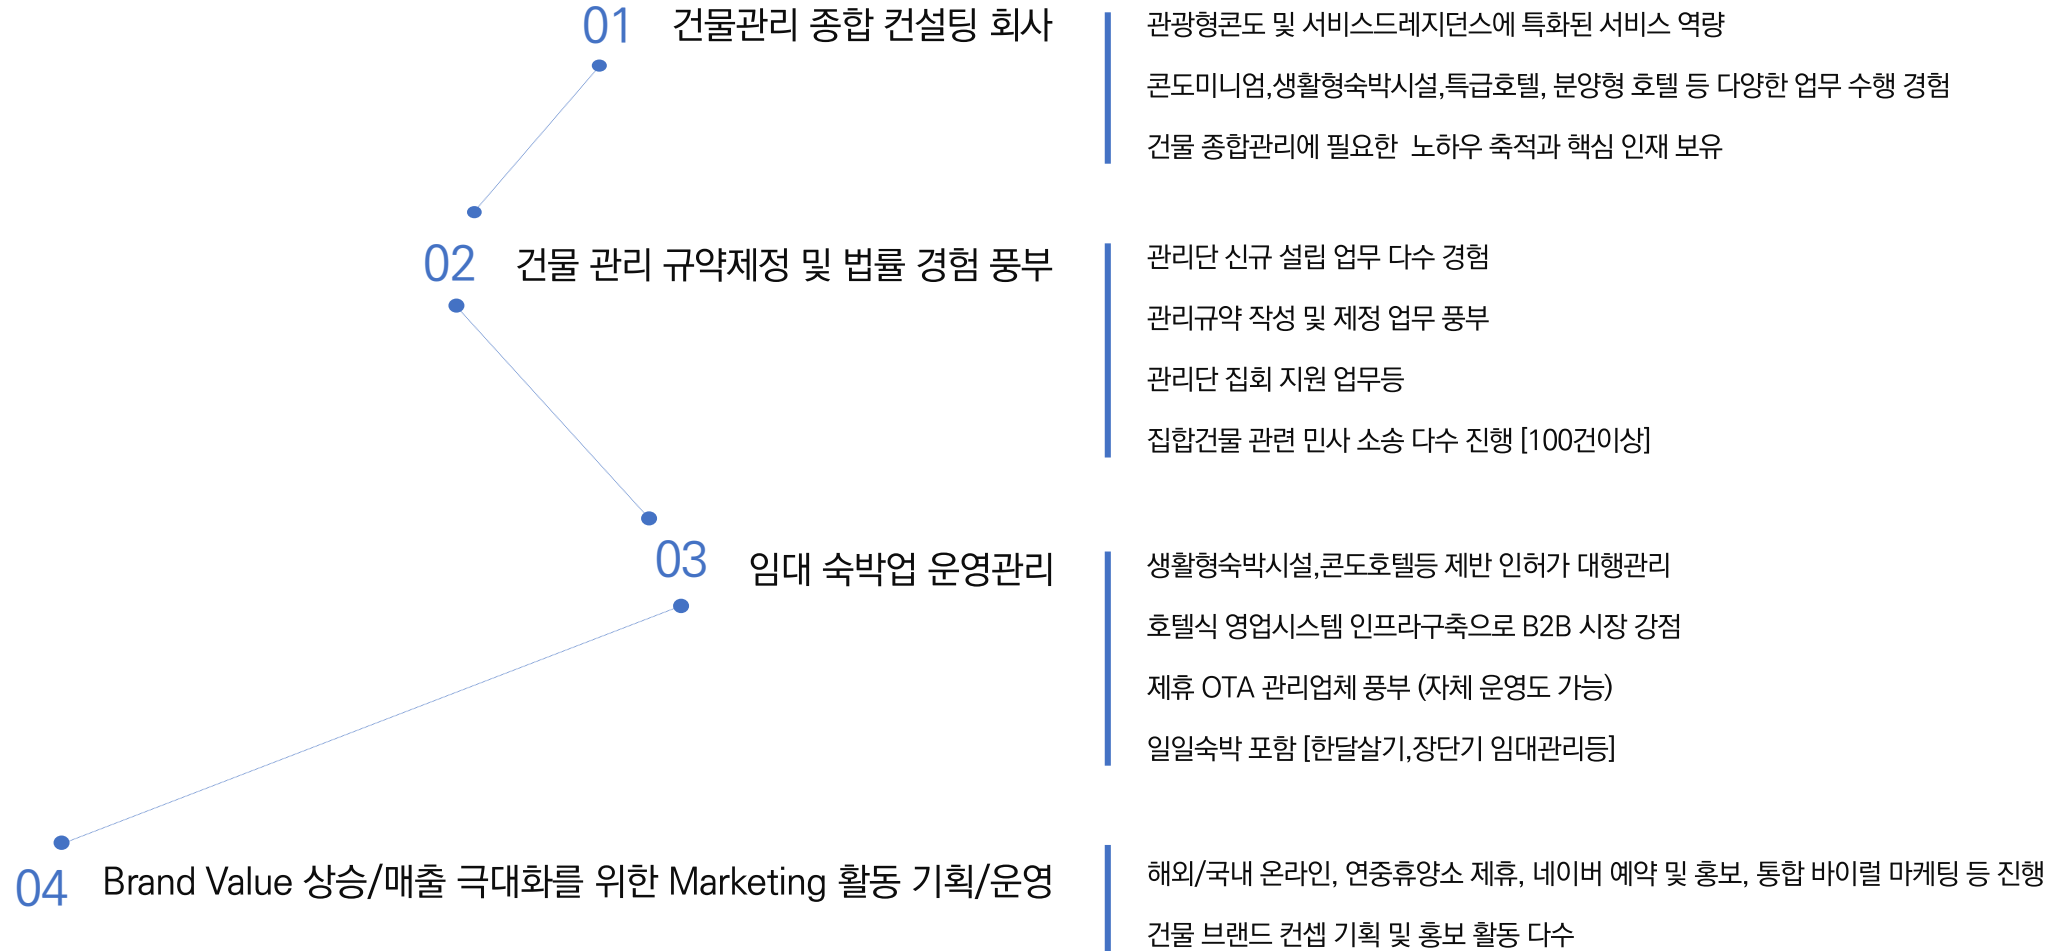 01 건물관리 종합 컨설팅 회사
관광형콘도 및 서비스드레지던스에 특화된 서비스 역량
콘도미니엄,생활형숙박시설,특급호텔, 분양형 호텔 등 다양한 업무 수행 경험
건물 종합관리에 필요한 노하우 축적과 핵심 인재 보유
02 건물 관리 규약제정 및 법률 경험 풍부
관리단 신규 설립 업무 다수 경험
관리규약 작성 및 제정 업무 풍부
관리단 집회 지원 업무등
집합건물 관련 민사 소송 다수 진행 [100건이상]
03 임대 숙박업 운영관리
생활형숙박시설,콘도호텔등 제반 인허가 대행관리
호텔식 영업시스템 인프라구축으로 B2B 시장 강점
제휴 OTA 관리업체 풍부 (자체 운영도 가능)
일일숙박 포함 [한달살기,장단기 임대관리등]
04 Brand Value 상승/매출 극대화를 위한 Marketing 활동 기획/운영
해외/국내 온라인, 연중휴양소 제휴, 네이버 예약 및 홍보, 통합 바이럴 마케팅 등 진행
건물 브랜드 컨셉 기획 및 홍보 활동 다수